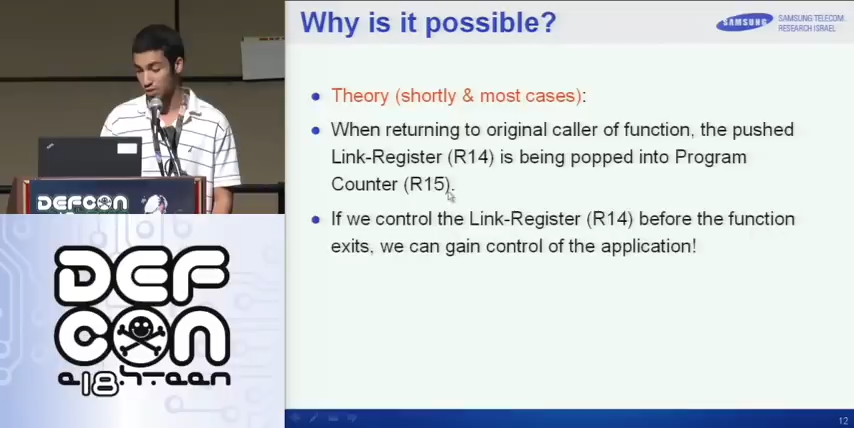 Why is it possible?
SAMSUNG
SAMSUNG TELECOM
RESEARCH ISRAEL
• Theory (shortly & most cases):
• When returning to original caller of function, the pushed
Link-Register (R14) is being popped into Program
Counter (R15).
• If we control the Link-Register (R14) before the function
exits, we can gain control of the application!
12
DEFCON
DEF
CON